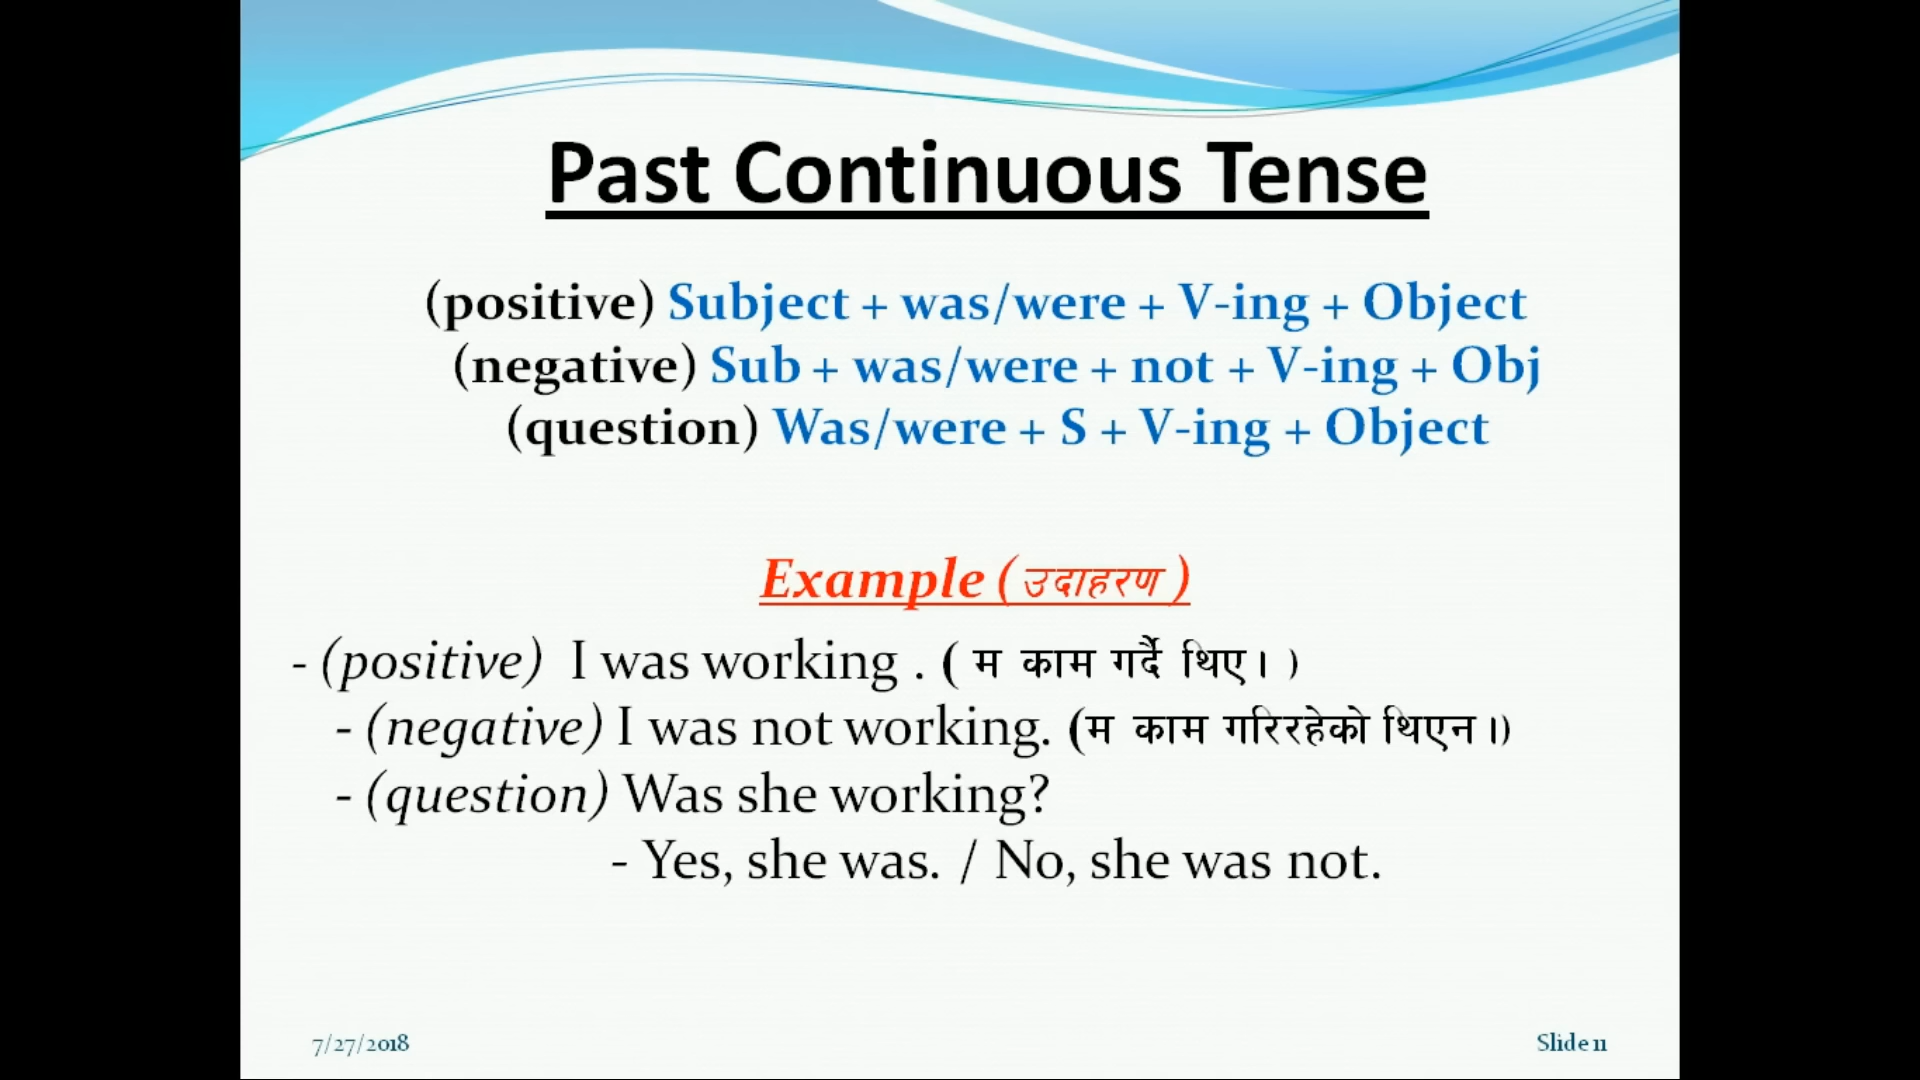 Past Continuous Tense
(positive) Subject + was/were + V-ing + Object
(negative) Sub + was/were + not + V-ing + Obj
(question) Was/were + S + V-ing + Object
Example ( उदाहरण )
- (positive) I was working . ( म काम गर्दै थिए। )
- (negative) I was not working. (म काम गरिरहेको थिएन ।)
- (question) Was she working?
- Yes, she was. / No, she was not.
7/27/2018
Slide 11